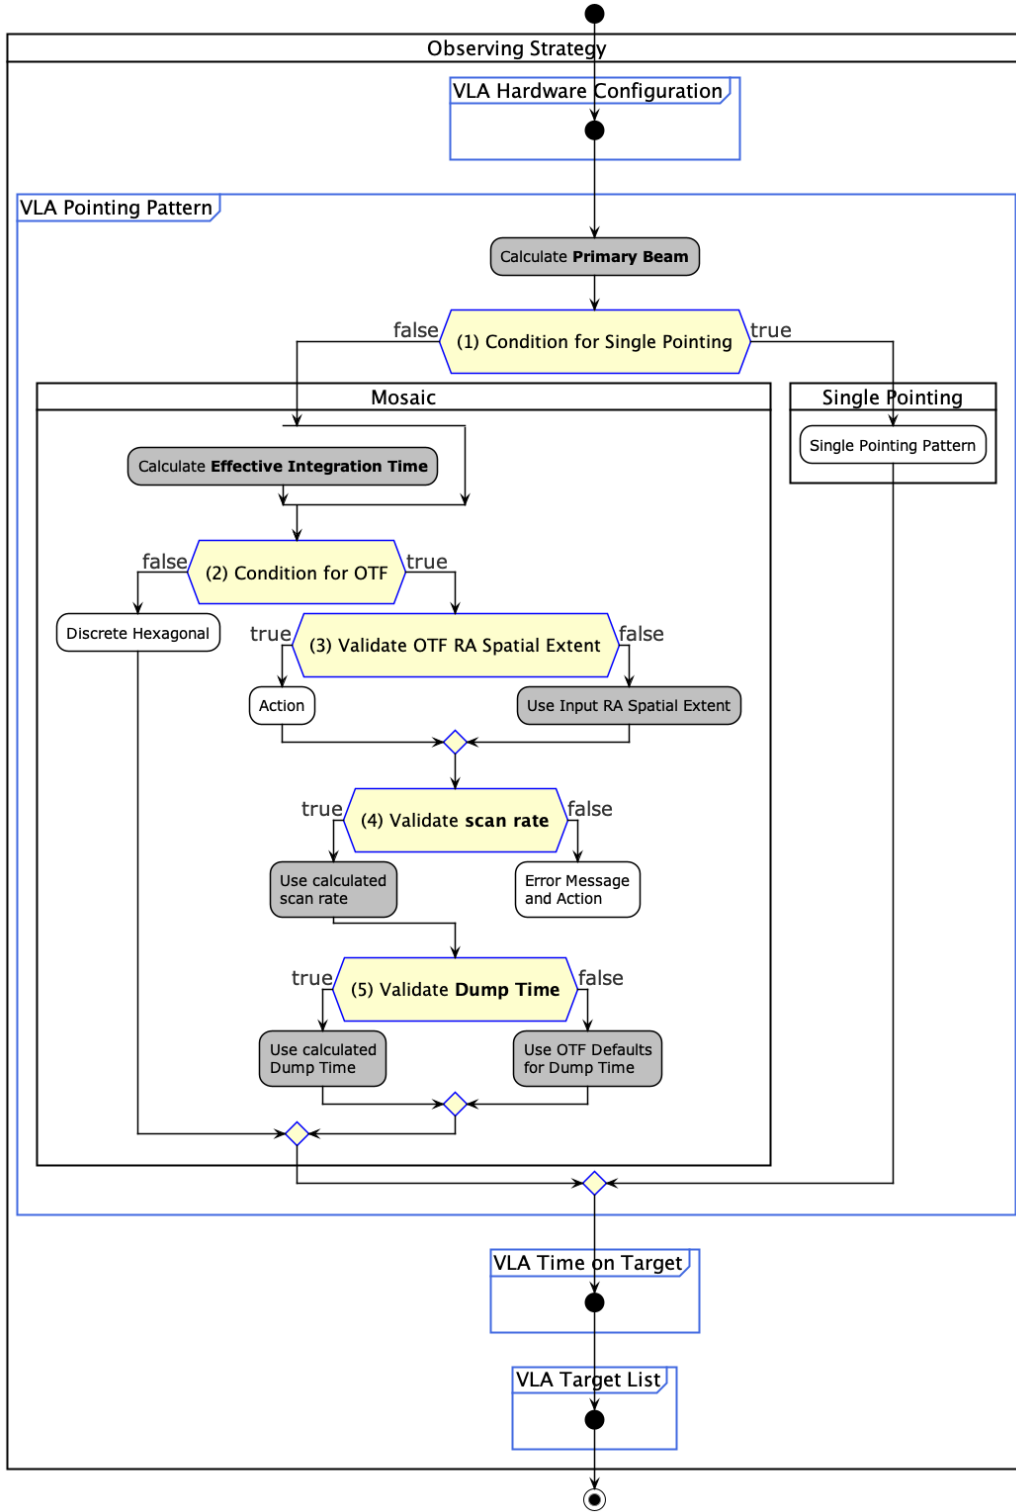 Observing Strategy
VLA Hardware Configuration
VLA Pointing Pattern
Calculate Primary Beam
false
(1) Condition for Single Pointing
true
Mosaic
Single Pointing
Single Pointing Pattern
Calculate Effective Integration Time
false
(2) Condition for OTF
true
Discrete Hexagonal
true
(3) Validate OTF RA Spatial Extent
false
Action
Use Input RA Spatial Extent
true
(4) Validate scan rate
false
Use calculated
scan rate
Error Message
and Action
true
(5) Validate Dump Time
false
Use calculated
Dump Time
Use OTF Defaults
for Dump Time
VLA Time on Target
VLA Target List